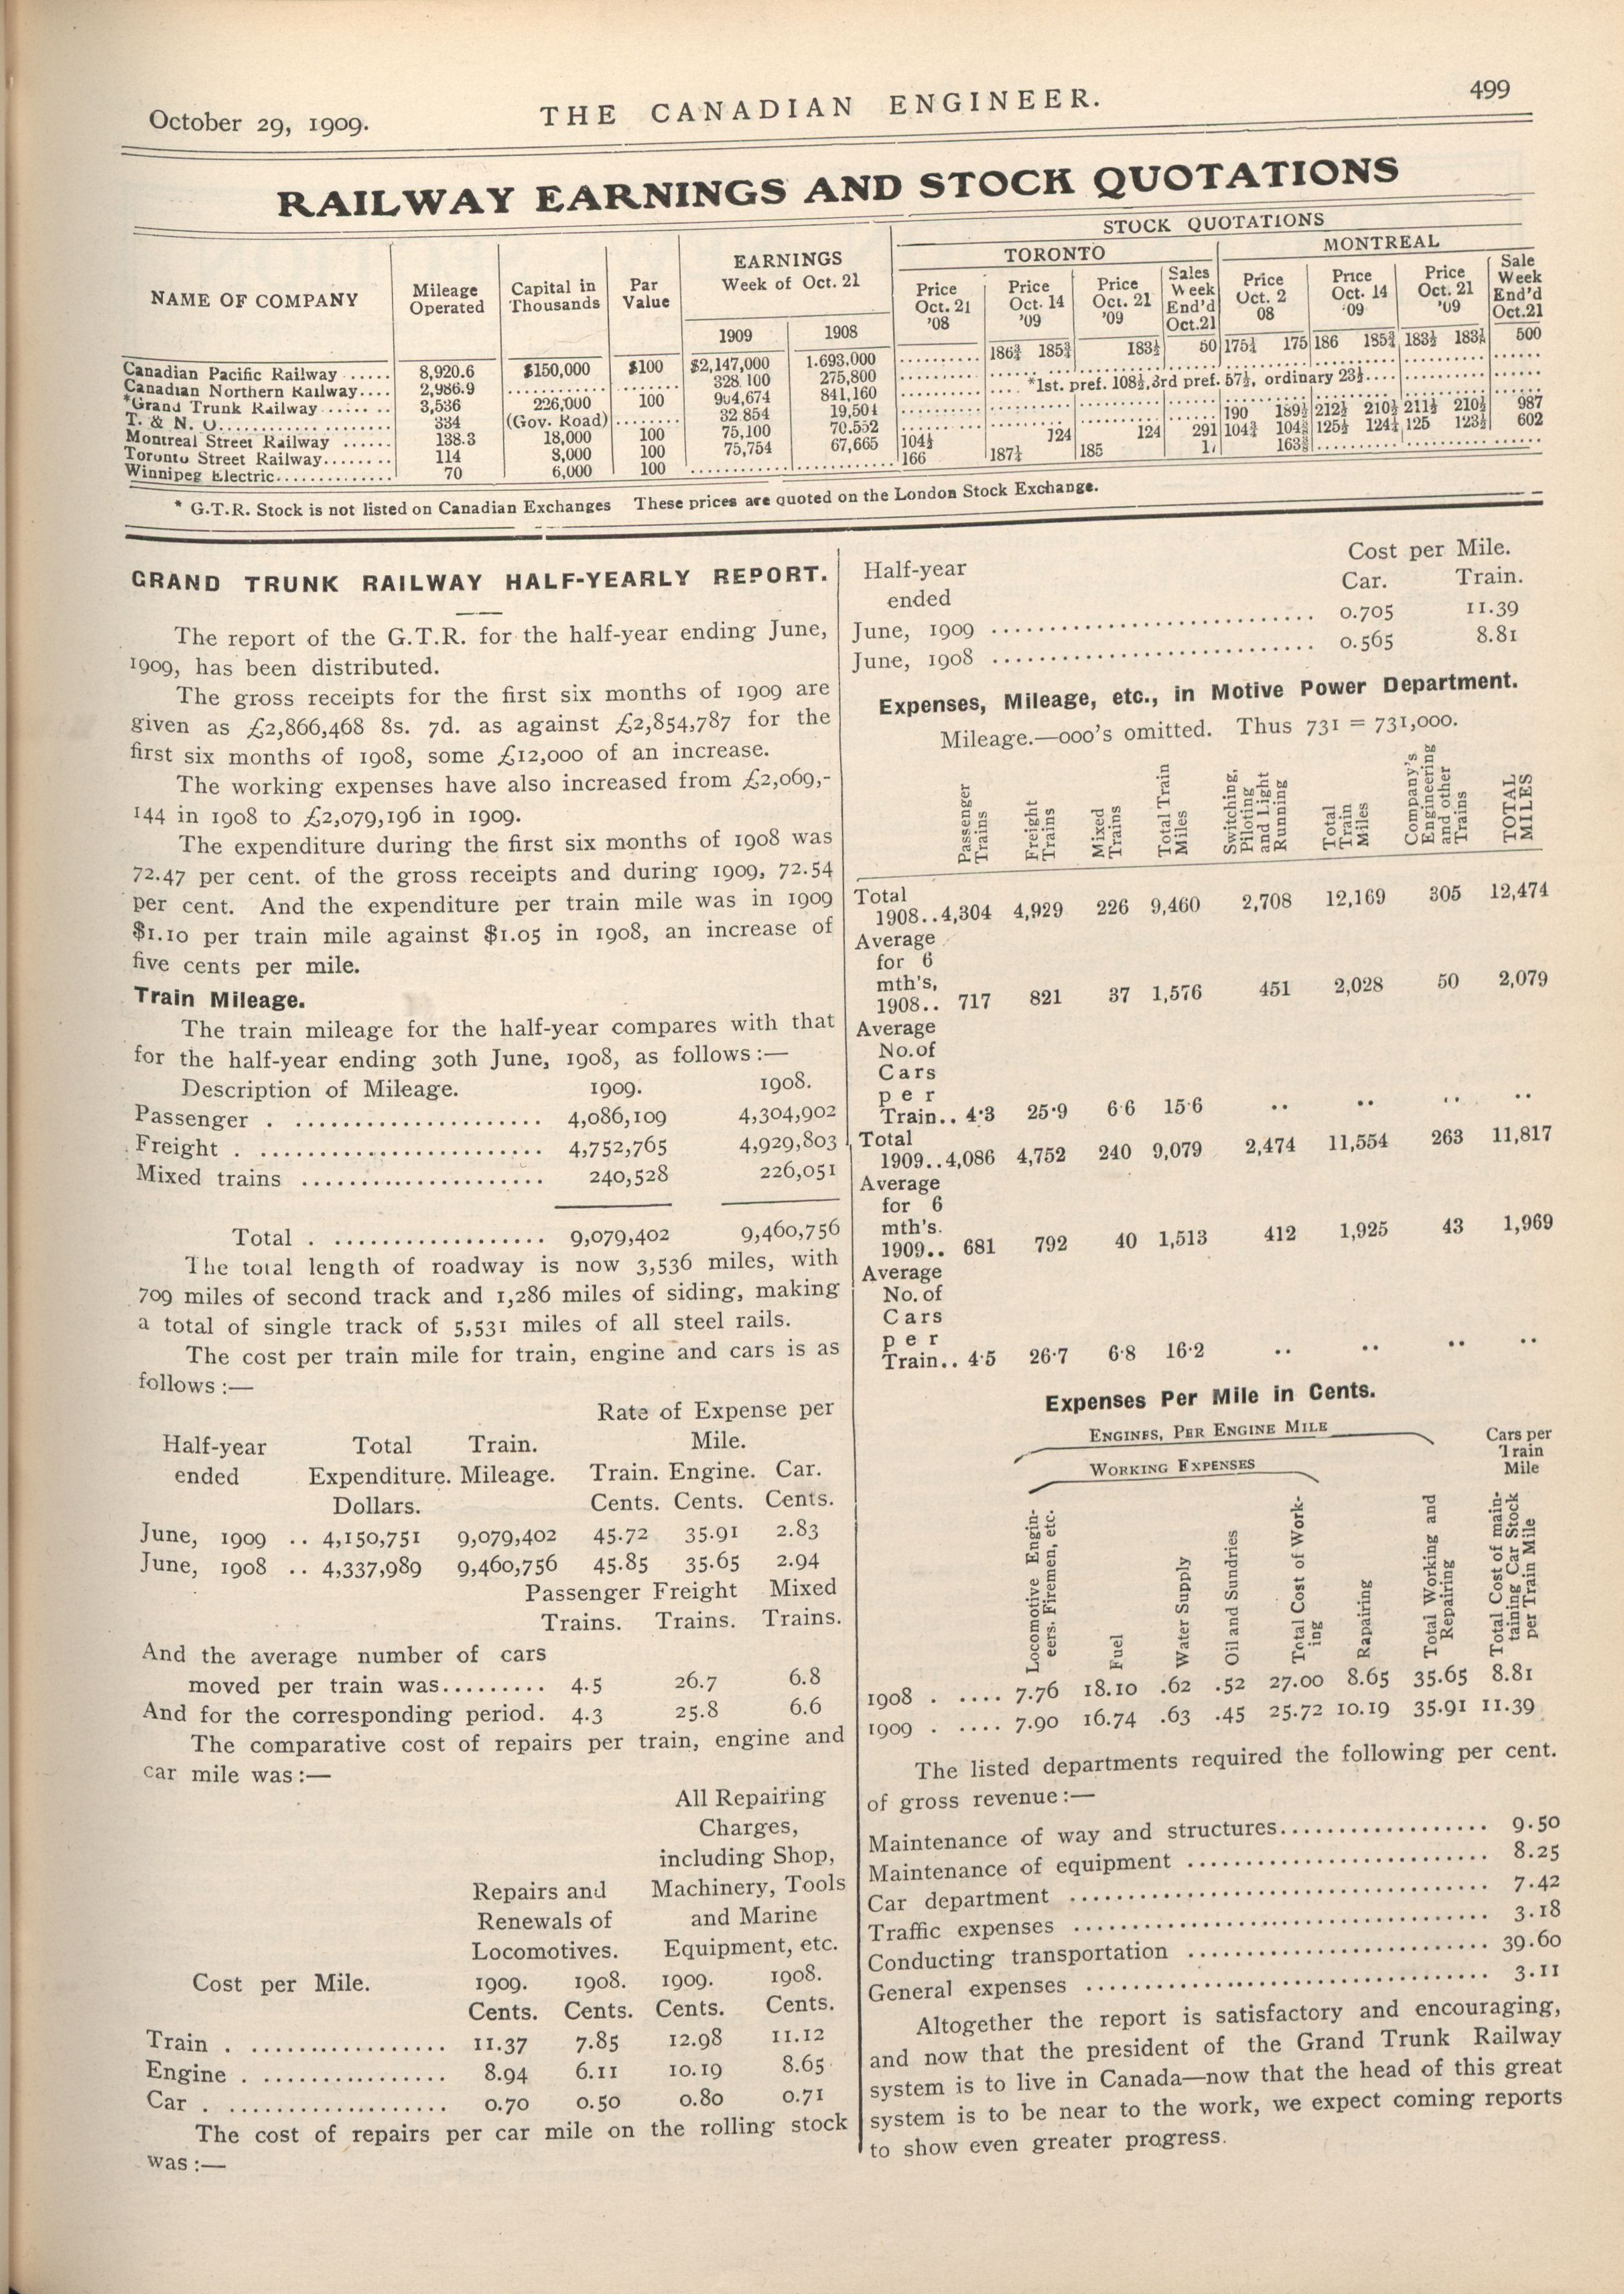 October 29, 1909.
THE CANADIAN ENGINEER.
499
RAILWAY EARNINGS AND STOCK QUOTATIONS
STOCK QUOTATIONS
TORONTO
MONTREAL
NAME OF COMPANY
Mileage Operated
Capital in Thousands
Par Value
EARNINGS
Week of Oct. 21
1909 1908
Price Oct. 21 '08
Price Oct. 14 '09
Price Oct. 21 '09
Sales Week End'd Oct.21
Price Oct. 2 08
Price Oct. 14 '09
Price Oct. 21 '09
Sale Week End'd Oct.21
Canadian Pacific Railway ..... 8,920.6 $150,000 $100 $2,147,000 1.693.000 .......... 186¾ 185¾ 183½ 50 175¼ 175 186 185¾ 183½ 500
Canadian Northern Railway.... 2,986.9 .......... ....... 328.100 275,800
*Grand Trunk Railway ....... 3,536 226,000 100 904,674 841,160 *1st. pref. 108½, 3rd pref. 57½, ordinary 23½....
T. & N. O. ................ 334 (Gov. Road) ....... 32.854 19,504
Montreal Street Railway ...... 138.3 18,000 100 75,100 70.552 190 189½ 212½ 210½ 211½ 210½ 987
Toronto Street Railway........ 114 8,000 100 75,754 67,665 104½ 124 124 291 104¾ 125½ 124¼ 125 602
Winnipeg Electric.............. 70 6,000 100 ............ 166 187½ 185
* G.T.R. Stock is not listed on Canadian Exchanges These prices are quoted on the London Stock Exchange.
GRAND TRUNK RAILWAY HALF-YEARLY REPORT.
The report of the G.T.R. for the half-year ending June,
1909, has been distributed.
The gross receipts for the first six months of 1909 are
given as £2,866,468 8s. 7d. as against £2,854,787 for the
first six months of 1908, some £12,000 of an increase.
The working expenses have also increased from £2,069,-
144 in 1908 to £2,079,196 in 1909.
The expenditure during the first six months of 1908 was
72.47 per cent. of the gross receipts and during 1909, 72.54
per cent. And the expenditure per train mile was in 1909
$1.10 per train mile against $1.05 in 1908, an increase of
five cents per mile.
Train Mileage.
The train mileage for the half-year compares with that
for the half-year ending 30th June, 1908, as follows:—
Description of Mileage. 1909. 1908.
Passenger . ..................... 4,086,109 4,304,902
Freight . ........................ 4,752,765 4,929,803
Mixed trains ..................... 240,528 226,051
Total . .................. 9,079,402 9,460,756
The total length of roadway is now 3,536 miles, with
709 miles of second track and 1,286 miles of siding, making
a total of single track of 5,531 miles of all steel rails.
The cost per train mile for train, engine and cars is as
follows:—
Rate of Expense per
Half-year Total Train. Mile.
ended Expenditure. Mileage. Train. Engine. Car.
Dollars. Cents. Cents. Cents.
June, 1909 .. 4,150,751 9,079,402 45.72 35.91 2.83
June, 1908 .. 4,337,989 9,460,756 45.85 35.65 2.94
Passenger Freight Mixed
Trains. Trains. Trains.
And the average number of cars
moved per train was......... 4.5 26.7 6.8
And for the corresponding period. 4.3 25.8 6.6
The comparative cost of repairs per train, engine and
car mile was:—
All Repairing
Charges,
including Shop,
Repairs and Machinery, Tools
Renewals of and Marine
Locomotives. Equipment, etc.
Cost per Mile. 1909. 1908. 1909. 1908.
Cents. Cents. Cents. Cents.
Train . ................. 11.37 7.85 12.98 11.12
Engine . ................ 8.94 6.11 10.19 8.65
Car . ................... 0.70 0.50 0.80 0.71
The cost of repairs per car mile on the rolling stock
was:—
Cost per Mile.
Half-year Car. Train.
ended
June, 1909 ............................ 0.705 11.39
June, 1908 ............................ 0.565 8.81
Expenses, Mileage, etc., in Motive Power Department.
Mileage.—000's omitted. Thus 731 = 731,000.
Passenger Trains
Freight Trains
Mixed Trains
Total Train Miles
Switching, Piloting and Light Running
Total Train Miles
Company's Engineering and other Trains
TOTAL MILES
Total
1908..4,304 4,929 226 9,460 2,708 12,169 305 12,474
Average
for 6
mth's,
1908.. 717 821 37 1,576 451 2,028 50 2,079
Average
No. of
Cars
per
Train.. 4.3 25.9 6.6 15.6 .. .. .. ..
Total
1909..4,086 4,752 240 9,079 2,474 11,554 263 11,817
Average
for 6
mth's.
1909.. 681 792 40 1,513 412 1,925 43 1,969
Average
No. of
Cars
per
Train.. 4.5 26.7 6.8 16.2 .. .. .. ..
Expenses Per Mile in Cents.
ENGINES, PER ENGINE MILE
WORKING EXPENSES
Cars per Train Mile
Locomotive Engineers. Firemen, etc.
Fuel
Water Supply
Oil and Sundries
Total Cost of Working
Rapairing
Total Working and Repairing
Total Cost of maintaining Car Stock per Train Mile
1908 . .... 7.76 18.10 .62 .52 27.00 8.65 35.65 8.81
1909 . .... 7.90 16.74 .63 .45 25.72 10.19 35.91 11.39
The listed departments required the following per cent.
of gross revenue:—
Maintenance of way and structures.................. 9.50
Maintenance of equipment .......................... 8.25
Car department .................................... 7.42
Traffic expenses .................................. 3.18
Conducting transportation ......................... 39.60
General expenses .................................. 3.11
Altogether the report is satisfactory and encouraging,
and now that the president of the Grand Trunk Railway
system is to live in Canada—now that the head of this great
system is to be near to the work, we expect coming reports
to show even greater progress.